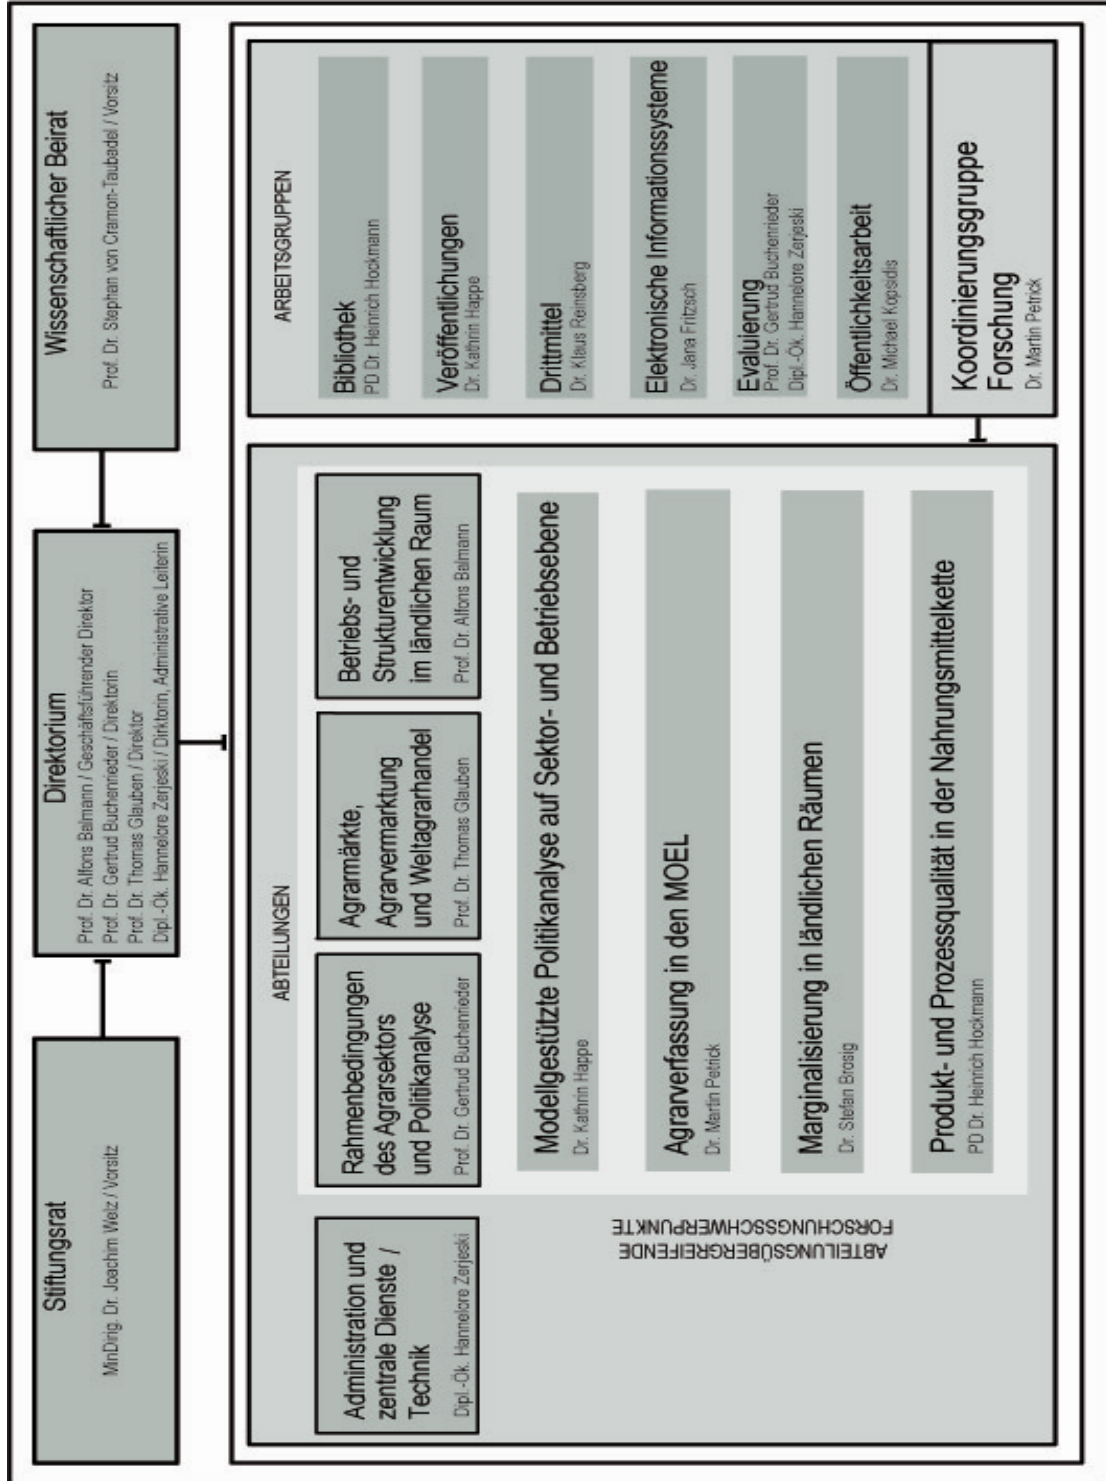 Stiftungsrat
MinDirig. Dr. Joachim Welz / Vorsitz
Direktorium
Prof. Dr. Alfons Balmann / Geschäftsführender Direktor
Prof. Dr. Gertrud Buchenrieder / Direktorin
Prof. Dr. Thomas Glauben / Direktor
Dipl.-Ök. Hannelore Zerjeski / Dirktorin, Administrative Leiterin
Wissenschaftlicher Beirat
Prof. Dr. Stephan von Cramon-Taubadel / Vorsitz
ABTEILUNGEN
Administration und
zentrale Dienste /
Technik
Dipl.-Ök. Hannelore Zerjeski
Rahmenbedingungen
des Agrarsektors
und Politikanalyse
Prof. Dr. Gertrud Buchenrieder
Agrarmärkte,
Agrarvermarktung
und Weltagrarhandel
Prof. Dr. Thomas Glauben
Betriebs- und
Strukturentwicklung
im ländlichen Raum
Prof. Dr. Alfons Balmann
ABTEILUNGSÜBERGREIFENDE
FORSCHUNGSSCHWERPUNKTE
Modellgestützte Politikanalyse auf Sektor- und Betriebsebene
Dr. Kathrin Happe
Agrarverfassung in den MOEL
Dr. Martin Petrick
Marginalisierung in ländlichen Räumen
Dr. Stefan Brosig
Produkt- und Prozessqualität in der Nahrungsmittelkette
PD Dr. Heinrich Hockmann
ARBEITSGRUPPEN
Bibliothek
PD Dr. Heinrich Hockmann
Veröffentlichungen
Dr. Kathrin Happe
Drittmittel
Dr. Klaus Reinsberg
Elektronische Informationssysteme
Dr. Jana Fritzsch
Evaluierung
Prof. Dr. Gertrud Buchenrieder
Dipl.-Ök. Hannelore Zerjeski
Öffentlichkeitsarbeit
Dr. Michael Kopsidis
Koordinierungsgruppe
Forschung
Dr. Martin Petrick